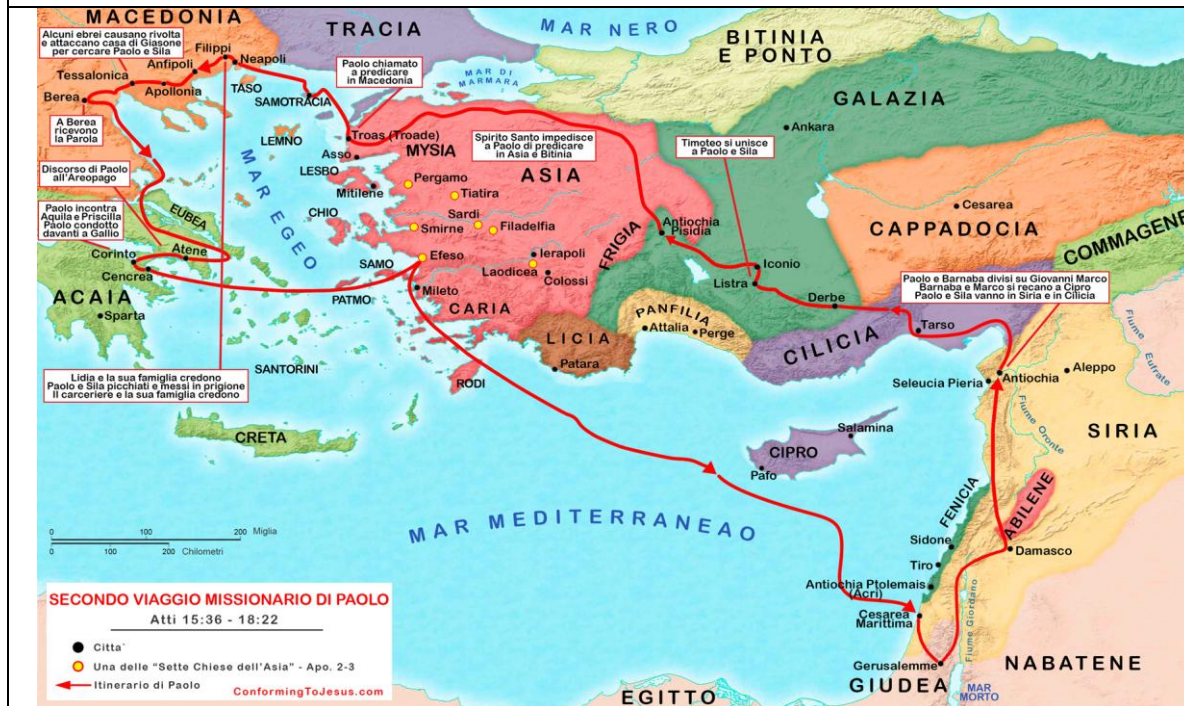 MACEDONIA
TRACIA
MAR NERO
BITINIA
E PONTO
Alcuni ebrei causano rivolta
e attaccano casa di Giasone
per cercare Paolo e Sila
Filippi
Neapoli
Anfipoli
Tessalonica
Apollonia
Berea
TASO
SAMOTRACIA
Paolo chiamato
a predicare
in Macedonia
MAR DI
MARMARA
GALAZIA
Ankara
A Berea
ricevono
la Parola
LEMNO
Troas (Troade)
MYSIA
Asso
LESBO
Mitilene
Spirito Santo impedisce
a Paolo di predicare
in Asia e Bitinia
Timoteo si unisce
a Paolo e Sila
ASIA
Pergamo
Tiatira
Discorso di Paolo
all'Areopago
MAR EGEO
CHIO
Sardi
Smirne
Filadelfia
Cesarea
CAPPADOCIA
COMMAGENE
Paolo incontra
Aquila e Priscilla
Paolo condotto
davanti a Gallio
EUBEA
Antiochia
Pisidia
FRIGIA
Corinto
Atene
Cencrea
SAMO
Efeso
Ierapoli
Laodicea
Colossi
Iconio
Listra
Derbe
Paolo e Barnaba divisi su Giovanni Marco
Barnaba e Marco si recano a Cipro
Paolo e Sila vanno in Siria e in Cilicia
ACAIA
Sparta
PATMO
Mileto
CARIA
PANFILIA
Attalia
Perge
CILICIA
Tarso
LICIA
Patara
SANTORINI
RODI
Lidia e la sua famiglia credono
Paolo e Sila picchiati e messi in prigione
Il carceriere e la sua famiglia credono
Seleucia Pieria
Antiochia
Aleppo
Fiume
Eufrate
Fiume Oronte
SIRIA
CRETA
Salamina
CIPRO
Pafo
MAR MEDITERRANEAO
FENICIA
ABILENE
Sidone
Damasco
Tiro
Antiochia Ptolemais
(Acri)
Cesarea
Marittima
Fiume Giordano
Gerusalemme
GIUDEA
MAR
MORTO
NABATENE
EGITTO
0 100 200 Miglia
0 100 200 Chilometri
SECONDO VIAGGIO MISSIONARIO DI PAOLO
Atti 15:36 - 18:22
Citta`
Una delle "Sette Chiese dell'Asia" - Apo. 2-3
Itinerario di Paolo
ConformingToJesus.com